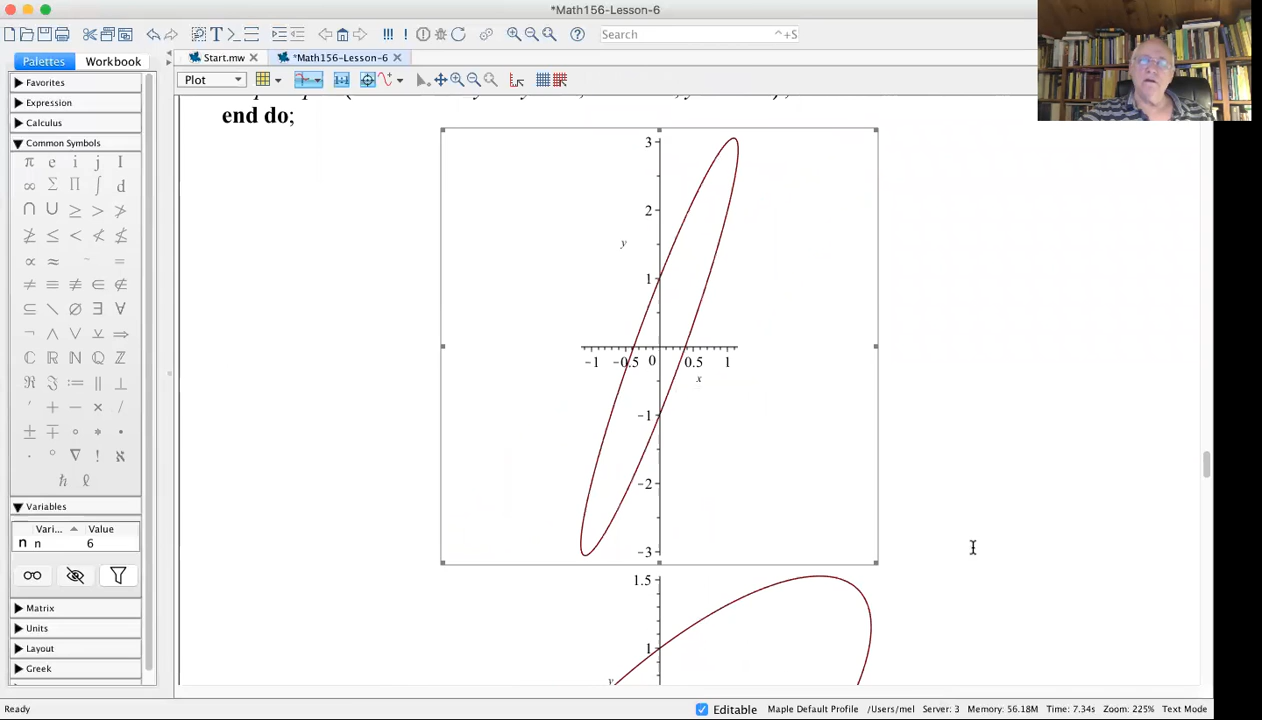 *Math156-Lesson-6
Search
+S
Palettes
Workbook
Start.mw
*Math156-Lesson-6
Favorites
Plot
Expression
Calculus
end do;
Common Symbols
π e i j I
∞ Σ Π ∫ d
∩ ∪ ≥ > ≯
≱ ≤ < ≮ ≰
∝ ≈ ~ =
≠ ≡ ≢ ∈ ∉
⊆ \ ∅ ∃ ∀
¬ ∧ ∨ ⊻ ⇒
ℂ ℝ ℕ ℚ ℤ
ℜ ℑ := ∥ ⊥
′ + − × /
± ∓ ∘ * •
· ° ∇ ! ℵ
ℏ ℓ
3
2
y
1
−1 −0.5 0 0.5 1
x
−1
−2
−3
Variables
Vari... Value
n n 6
1.5
1
y
Matrix
Units
Layout
Greek
Ready
Editable Maple Default Profile /Users/mel Server: 3 Memory: 56.18M Time: 7.34s Zoom: 225% Text Mode